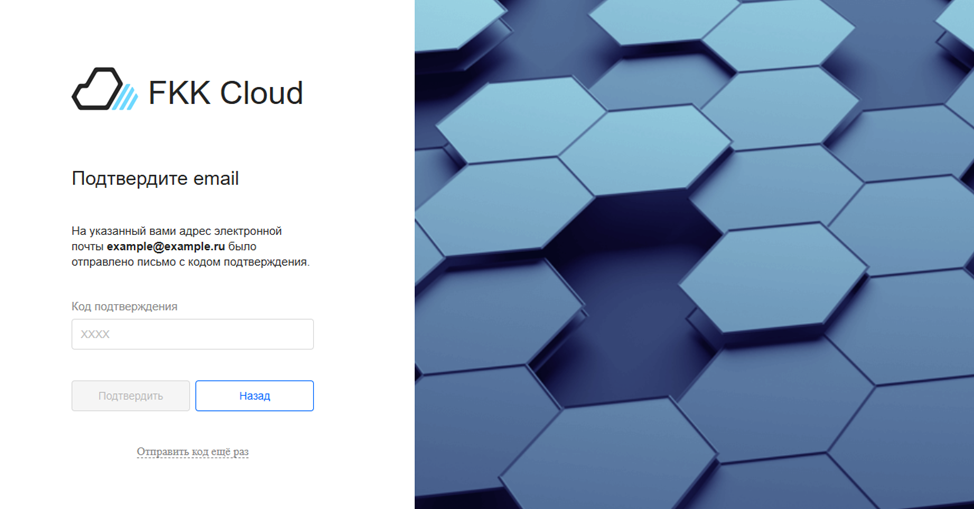 FKK Cloud
Подтвердите email
На указанный вами адрес электронной
почты example@example.ru было
отправлено письмо с кодом подтверждения.
Код подтверждения
XXXX
Подтвердить
Назад
Отправить код ещё раз